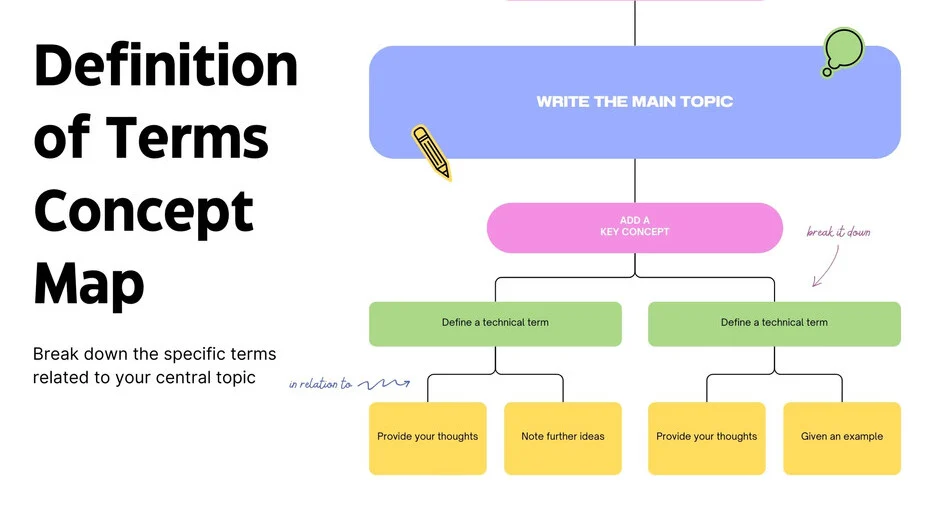 Definition
of Terms
Concept
Map
Break down the specific terms
related to your central topic
WRITE THE MAIN TOPIC
ADD A
KEY CONCEPT
break it down
Define a technical term
Define a technical term
in relation to
Provide your thoughts
Note further ideas
Provide your thoughts
Given an example